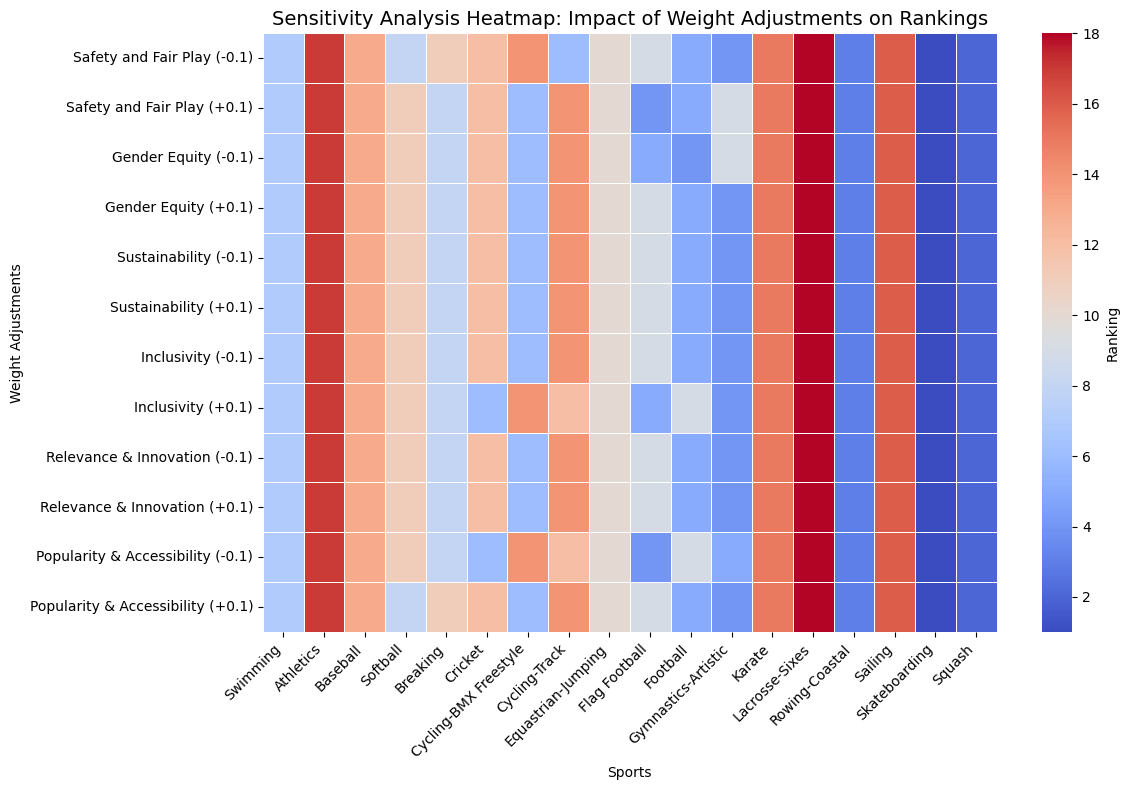 Sensitivity Analysis Heatmap: Impact of Weight Adjustments on Rankings
Weight Adjustments
Safety and Fair Play (-0.1)
Safety and Fair Play (+0.1)
Gender Equity (-0.1)
Gender Equity (+0.1)
Sustainability (-0.1)
Sustainability (+0.1)
Inclusivity (-0.1)
Inclusivity (+0.1)
Relevance & Innovation (-0.1)
Relevance & Innovation (+0.1)
Popularity & Accessibility (-0.1)
Popularity & Accessibility (+0.1)
Swimming
Athletics
Baseball
Softball
Breaking
Cricket
Cycling-BMX Freestyle
Cycling-Track
Equestrian-Jumping
Flag Football
Football
Gymnastics-Artistic
Karate
Lacrosse-Sixes
Rowing-Coastal
Sailing
Skateboarding
Squash
Sports
18
16
14
12
10
8
6
4
2
Ranking